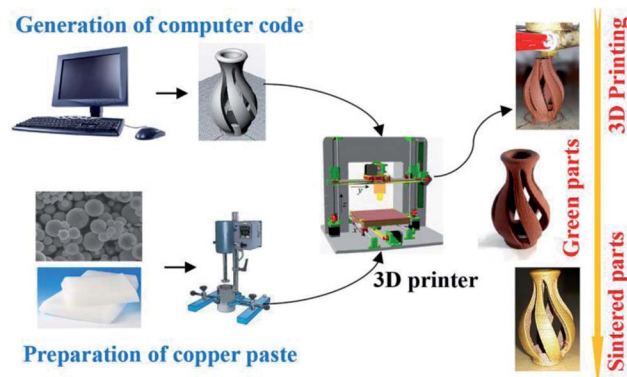 Generation of computer code
3D Printing
y
Green parts
3D printer
Sintered parts
Preparation of copper paste